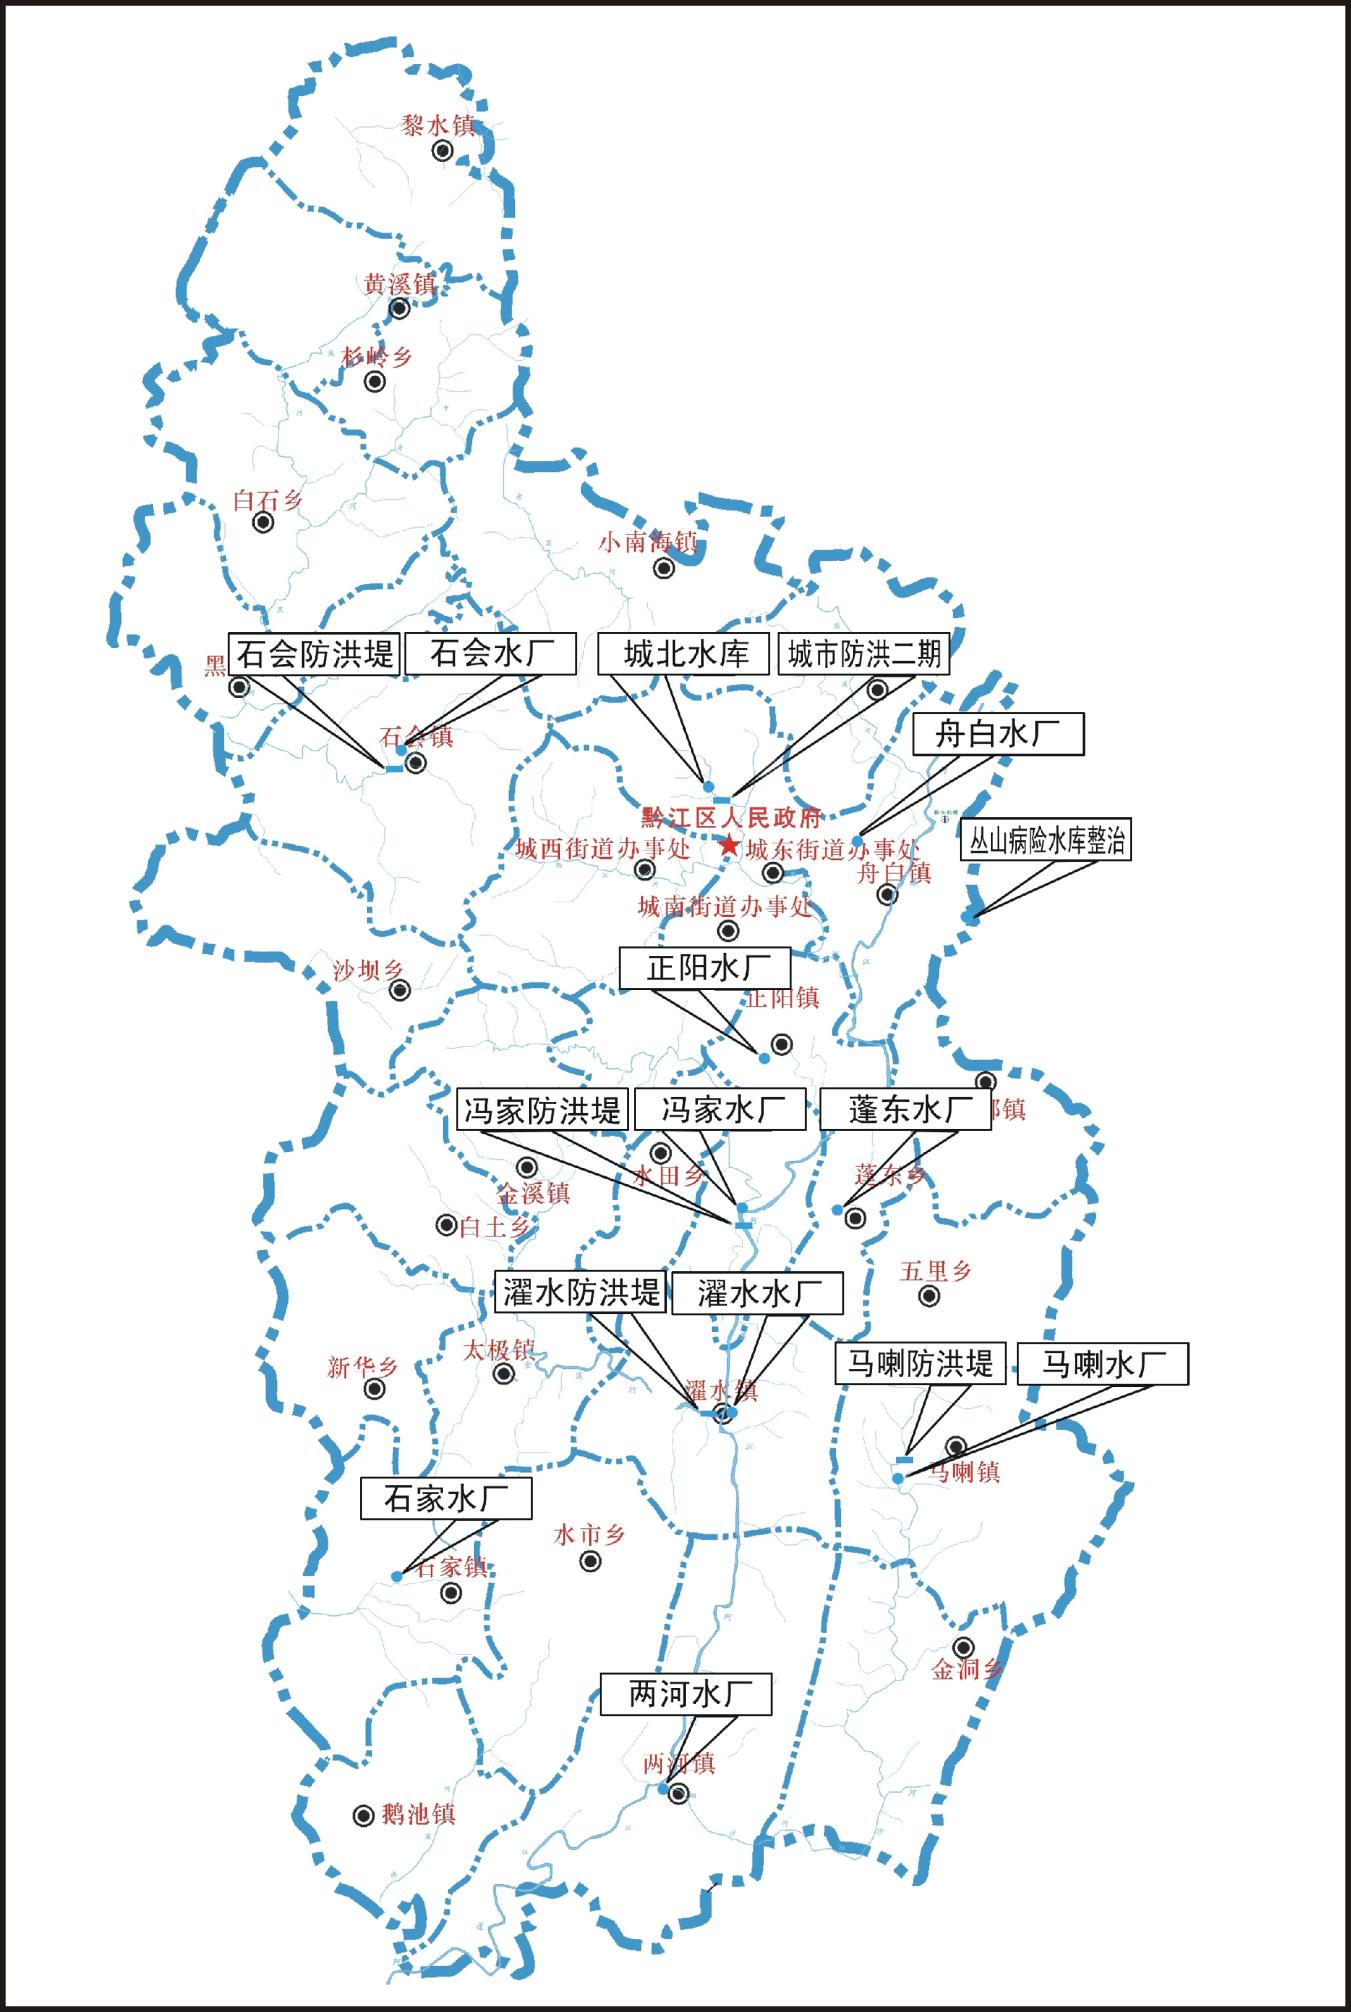 黎水镇
黄溪镇
杉岭乡
白石乡
小南海镇
石会防洪堤
石会水厂
城北水库
城市防洪二期
黑
舟白水厂
石会镇
黔江区人民政府
丛山病险水库整治
城西街道办事处
城东街道办事处
舟白镇
城南街道办事处
沙坝乡
正阳水厂
正阳镇
冯家防洪堤
冯家水厂
蓬东水厂
镇
水田乡
蓬东乡
金溪镇
白土乡
五里乡
濯水防洪堤
濯水水厂
太极镇
新华乡
马喇防洪堤
马喇水厂
濯水镇
马喇镇
石家水厂
水市乡
石家镇
金洞乡
两河水厂
两河镇
鹅池镇